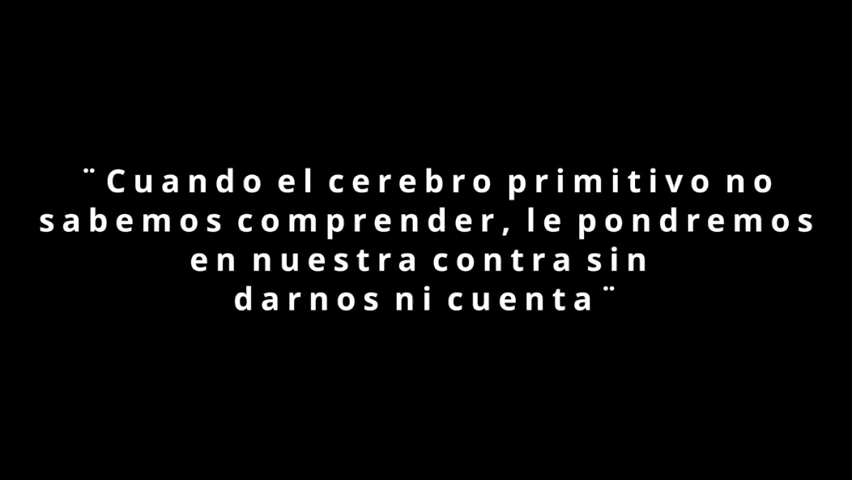 ¨Cuando el cerebro primitivo no
sabemos comprender, le pondremos
en nuestra contra sin
darnos ni cuenta¨